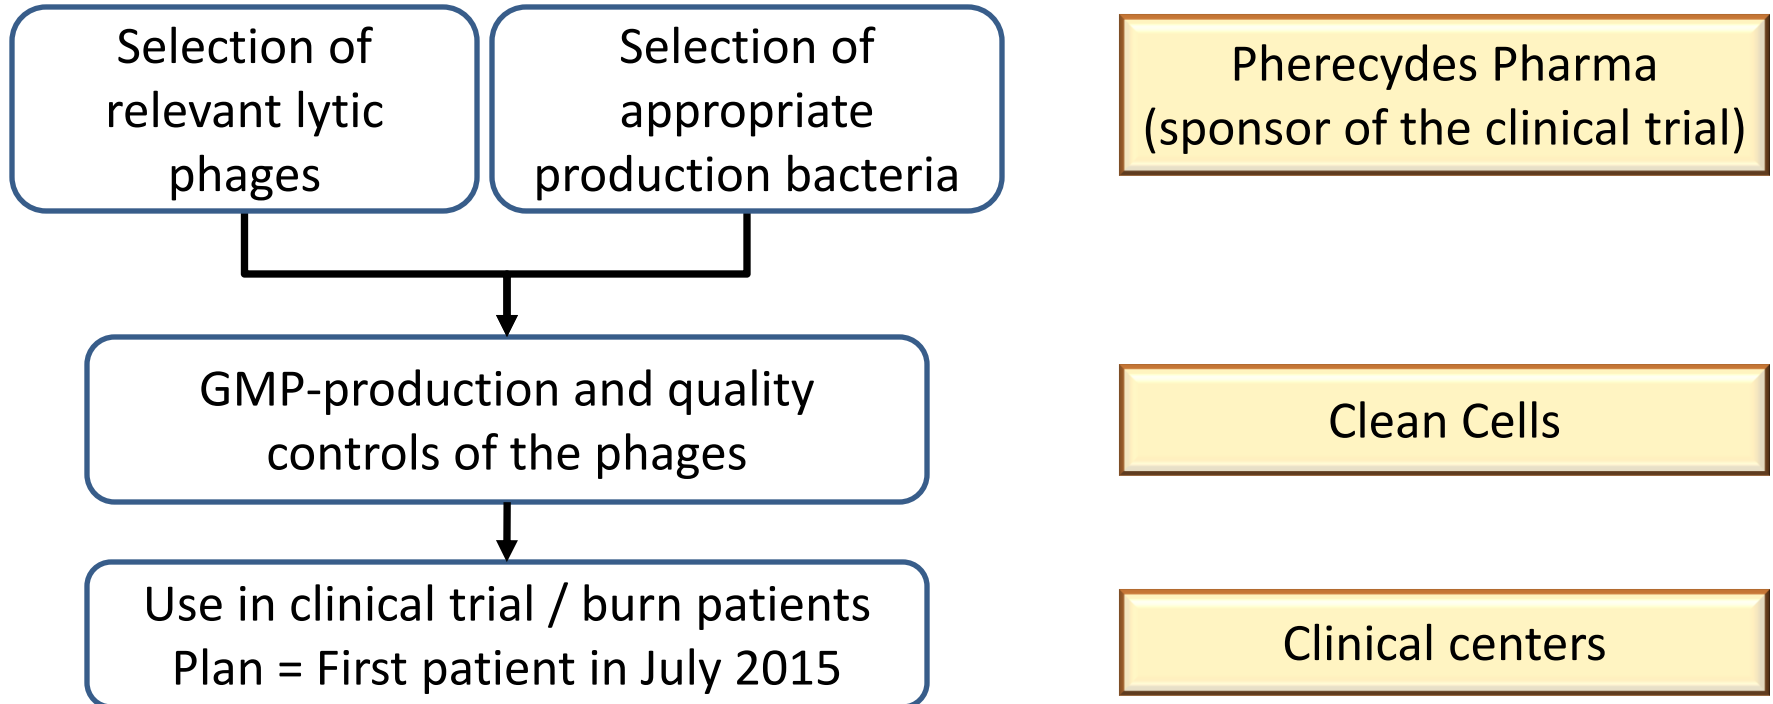 Selection of
relevant lytic
phages
Selection of
appropriate
production bacteria
Pherecydes Pharma
(sponsor of the clinical trial)
GMP-production and quality
controls of the phages
Clean Cells
Use in clinical trial / burn patients
Plan = First patient in July 2015
Clinical centers